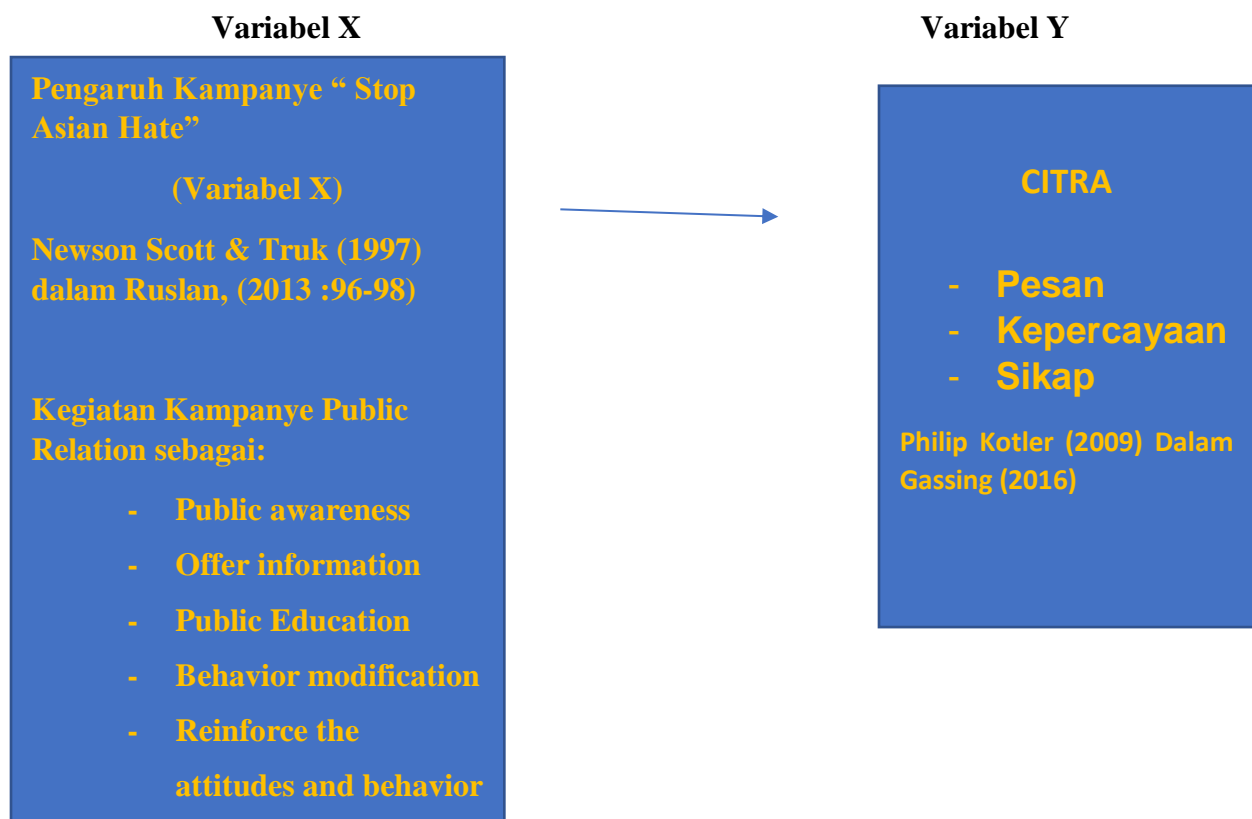 Variabel X
Pengaruh Kampanye “ Stop
Asian Hate”
(Variabel X)
Newson Scott & Truk (1997)
dalam Ruslan, (2013 :96-98)
Kegiatan Kampanye Public
Relation sebagai:
- Public awareness
- Offer information
- Public Education
- Behavior modification
- Reinforce the
attitudes and behavior
Variabel Y
CITRA
- Pesan
- Kepercayaan
- Sikap
Philip Kotler (2009) Dalam
Gassing (2016)